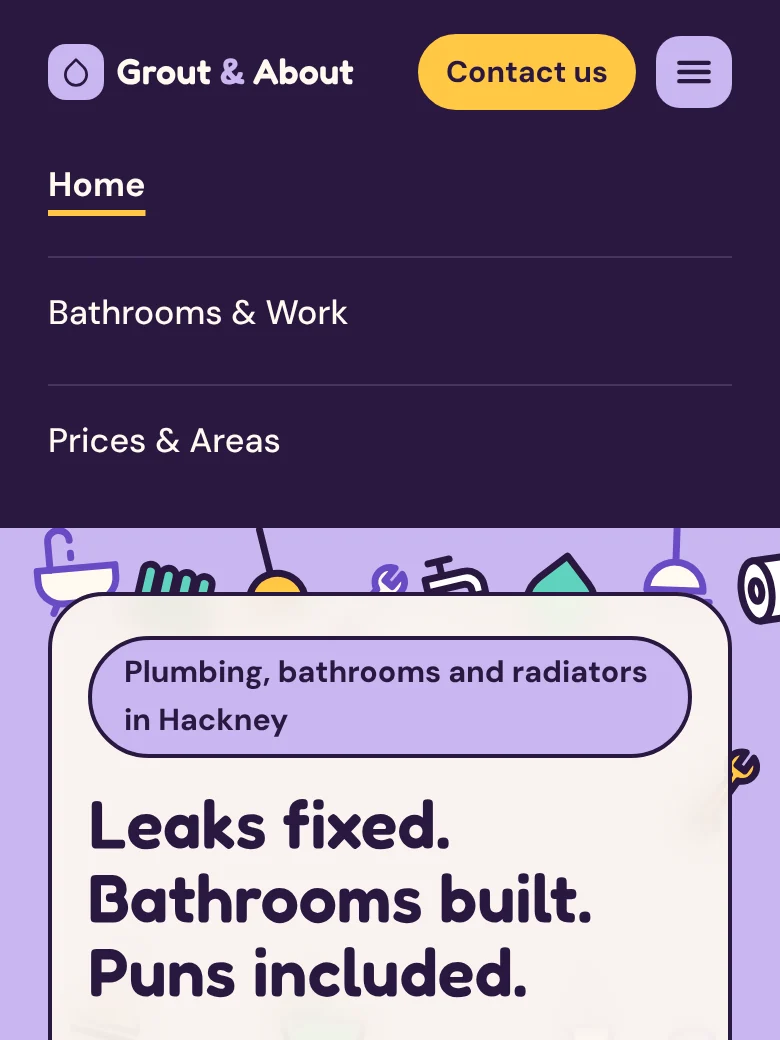 Grout & About
Contact us
Home
Bathrooms & Work
Prices & Areas
Plumbing, bathrooms and radiators
in Hackney
Leaks fixed.
Bathrooms built.
Puns included.